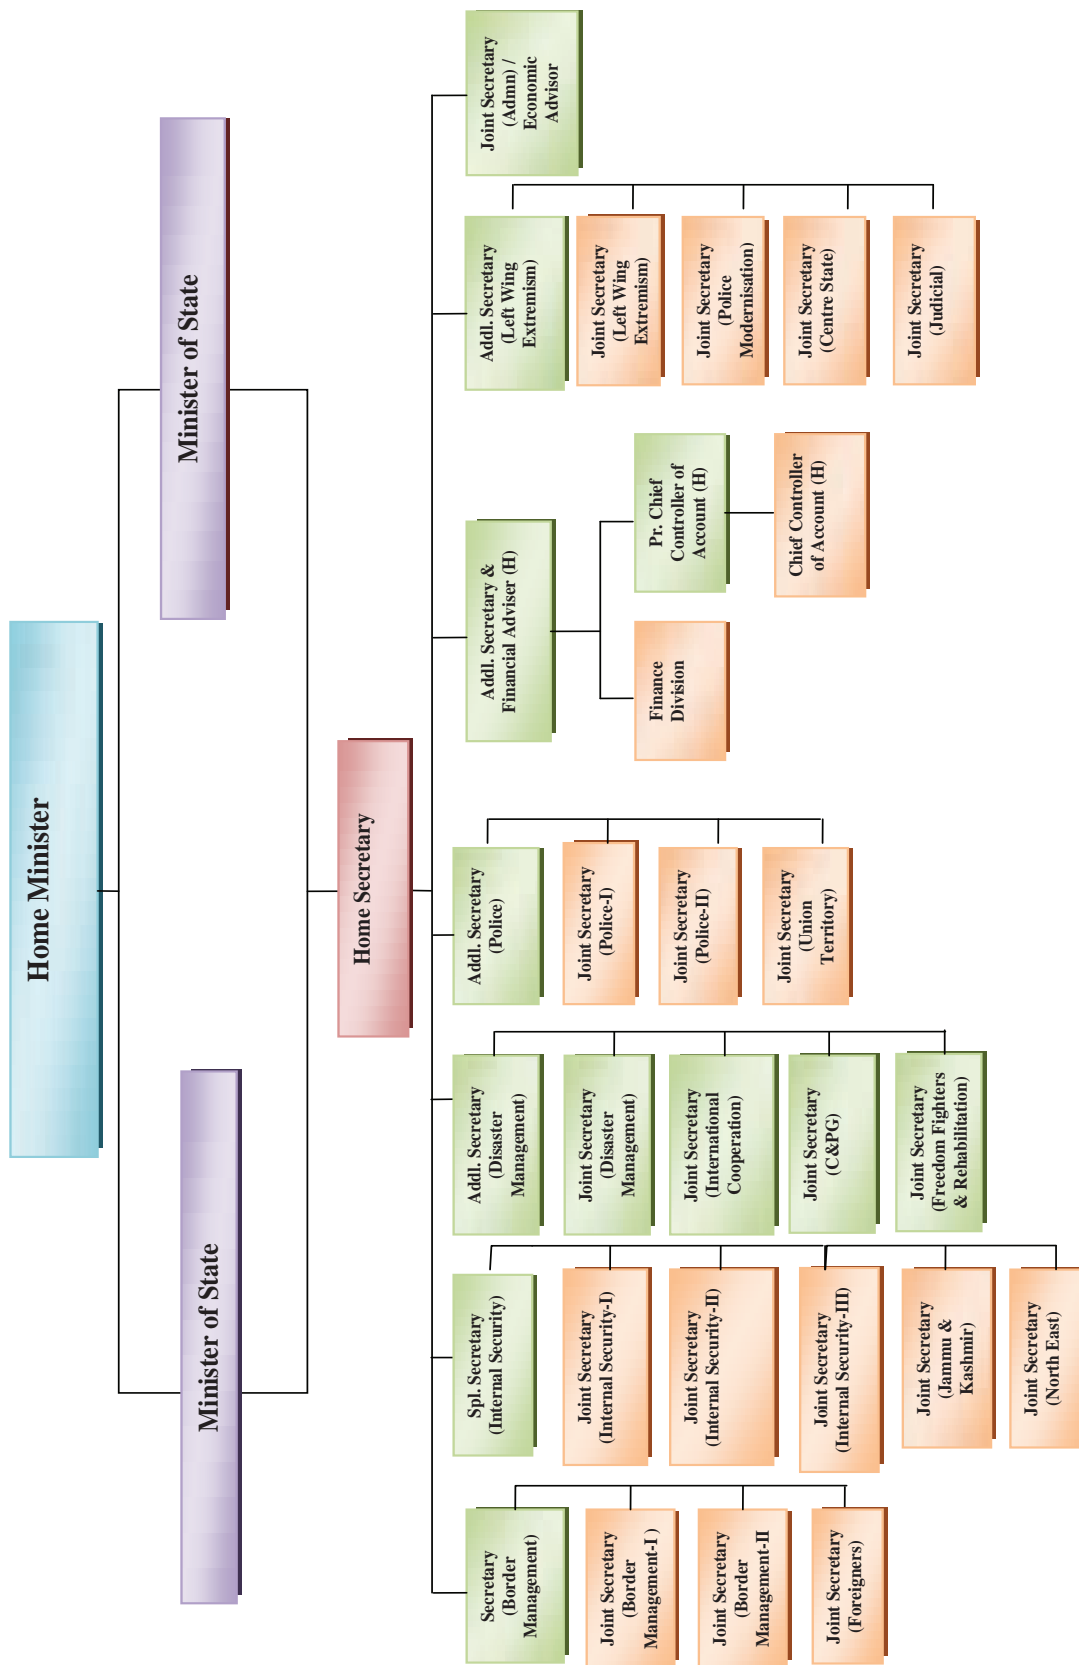 Home Minister
Minister of State
Minister of State
Home Secretary
Secretary
(Border
Management)
Joint Secretary
(Border
Management-I )
Joint Secretary
(Border
Management-II
Joint Secretary
(Foreigners)
Spl. Secretary
(Internal Security)
Joint Secretary
(Internal Security-I)
Joint Secretary
(Internal Security-II)
Joint Secretary
(Internal Security-III)
Joint Secretary
(Jammu &
Kashmir)
Joint Secretary
(North East)
Addl. Secretary
(Disaster
Management)
Joint Secretary
(Disaster
Management)
Joint Secretary
(International
Cooperation)
Joint Secretary
(C&PG)
Joint Secretary
(Freedom Fighters
& Rehabilitation)
Addl. Secretary
(Police)
Joint Secretary
(Police-I)
Joint Secretary
(Police-II)
Joint Secretary
(Union
Territory)
Addl. Secretary &
Financial Adviser (H)
Finance
Division
Pr. Chief
Controller of
Account (H)
Chief Controller
of Account (H)
Addl. Secretary
(Left Wing
Extremism)
Joint Secretary
(Left Wing
Extremism)
Joint Secretary
(Police
Modernisation)
Joint Secretary
(Centre State)
Joint Secretary
(Judicial)
Joint Secretary
(Admn) /
Economic
Advisor